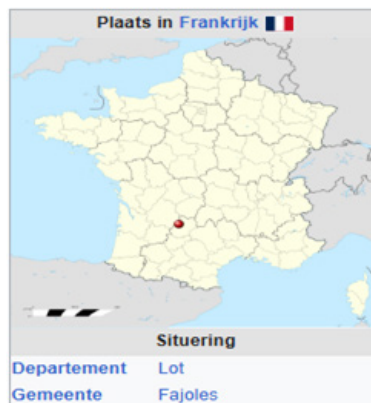 Plaats in Frankrijk
Situering
Departement Lot
Gemeente Fajoles